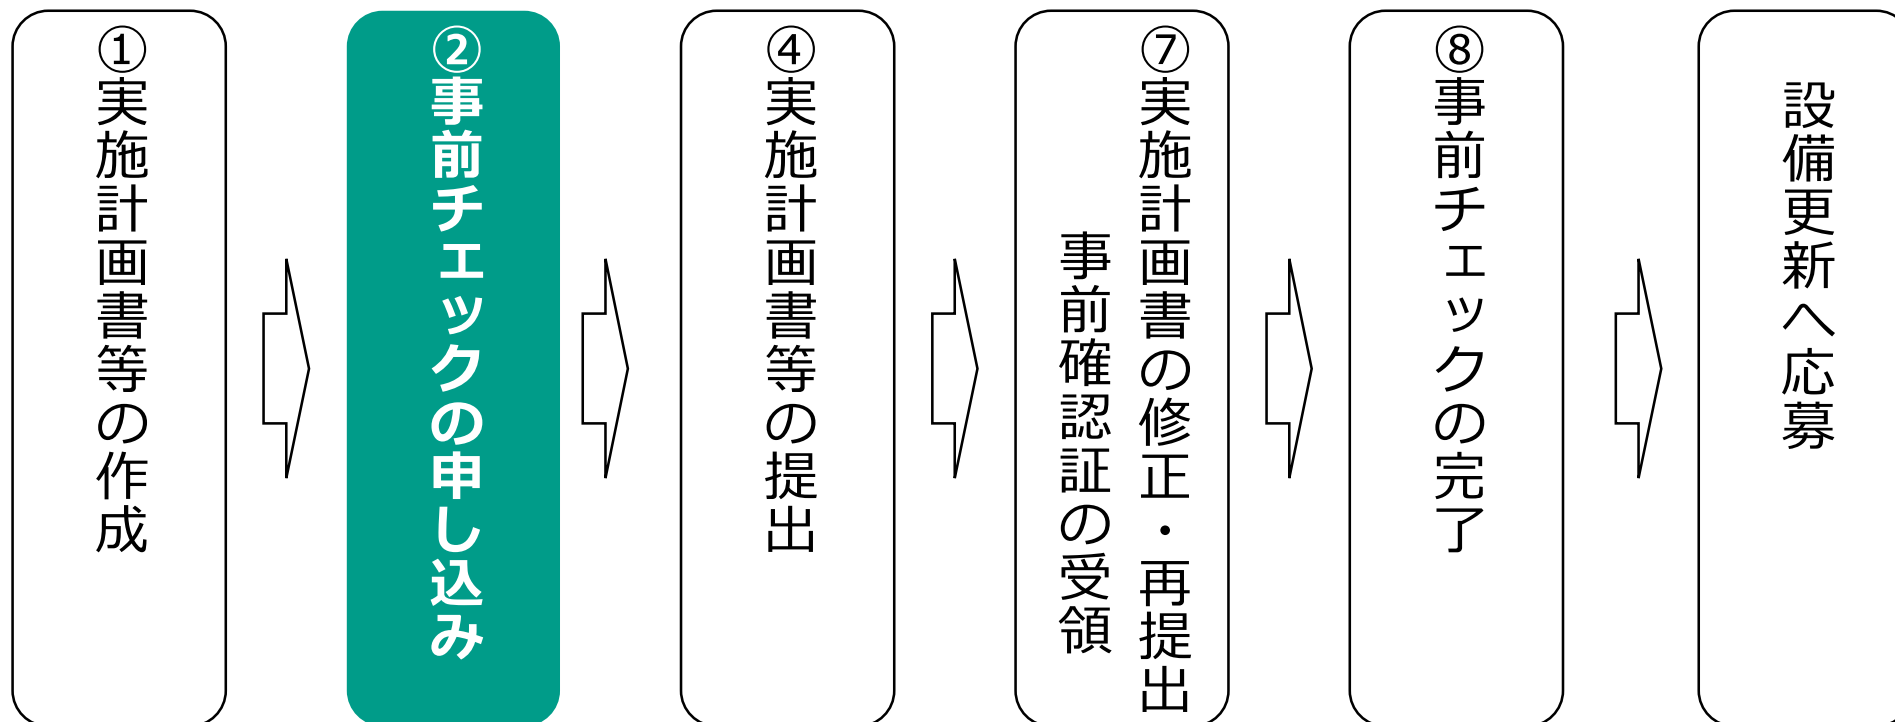 ①実施計画書等の作成
②事前チェックの申し込み
④実施計画書等の提出
⑦実施計画書の修正・再提出
事前確認証の受領
⑧事前チェックの完了
設備更新へ応募